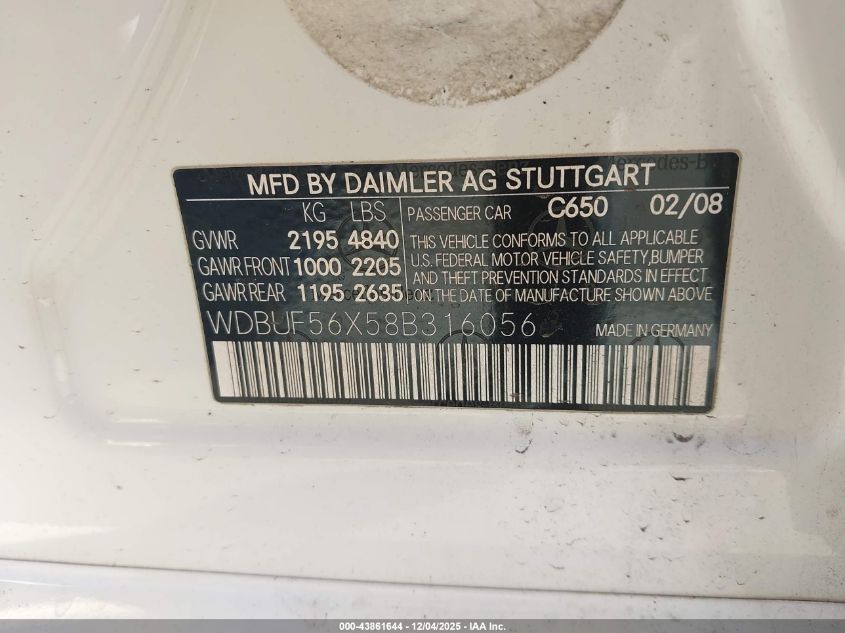 MFD BY DAIMLER AG STUTTGART
KG LBS
GVWR 2195 4840
GAWR FRONT 1000 2205
GAWR REAR 1195 2635
PASSENGER CAR C650 02/08
THIS VEHICLE CONFORMS TO ALL APPLICABLE
U.S. FEDERAL MOTOR VEHICLE SAFETY,BUMPER
AND THEFT PREVENTION STANDARDS IN EFFECT
ON THE DATE OF MANUFACTURE SHOWN ABOVE
WDBUF56X58B316056
MADE IN GERMANY
000-43861644 - 12/04/2025 - IAA Inc.